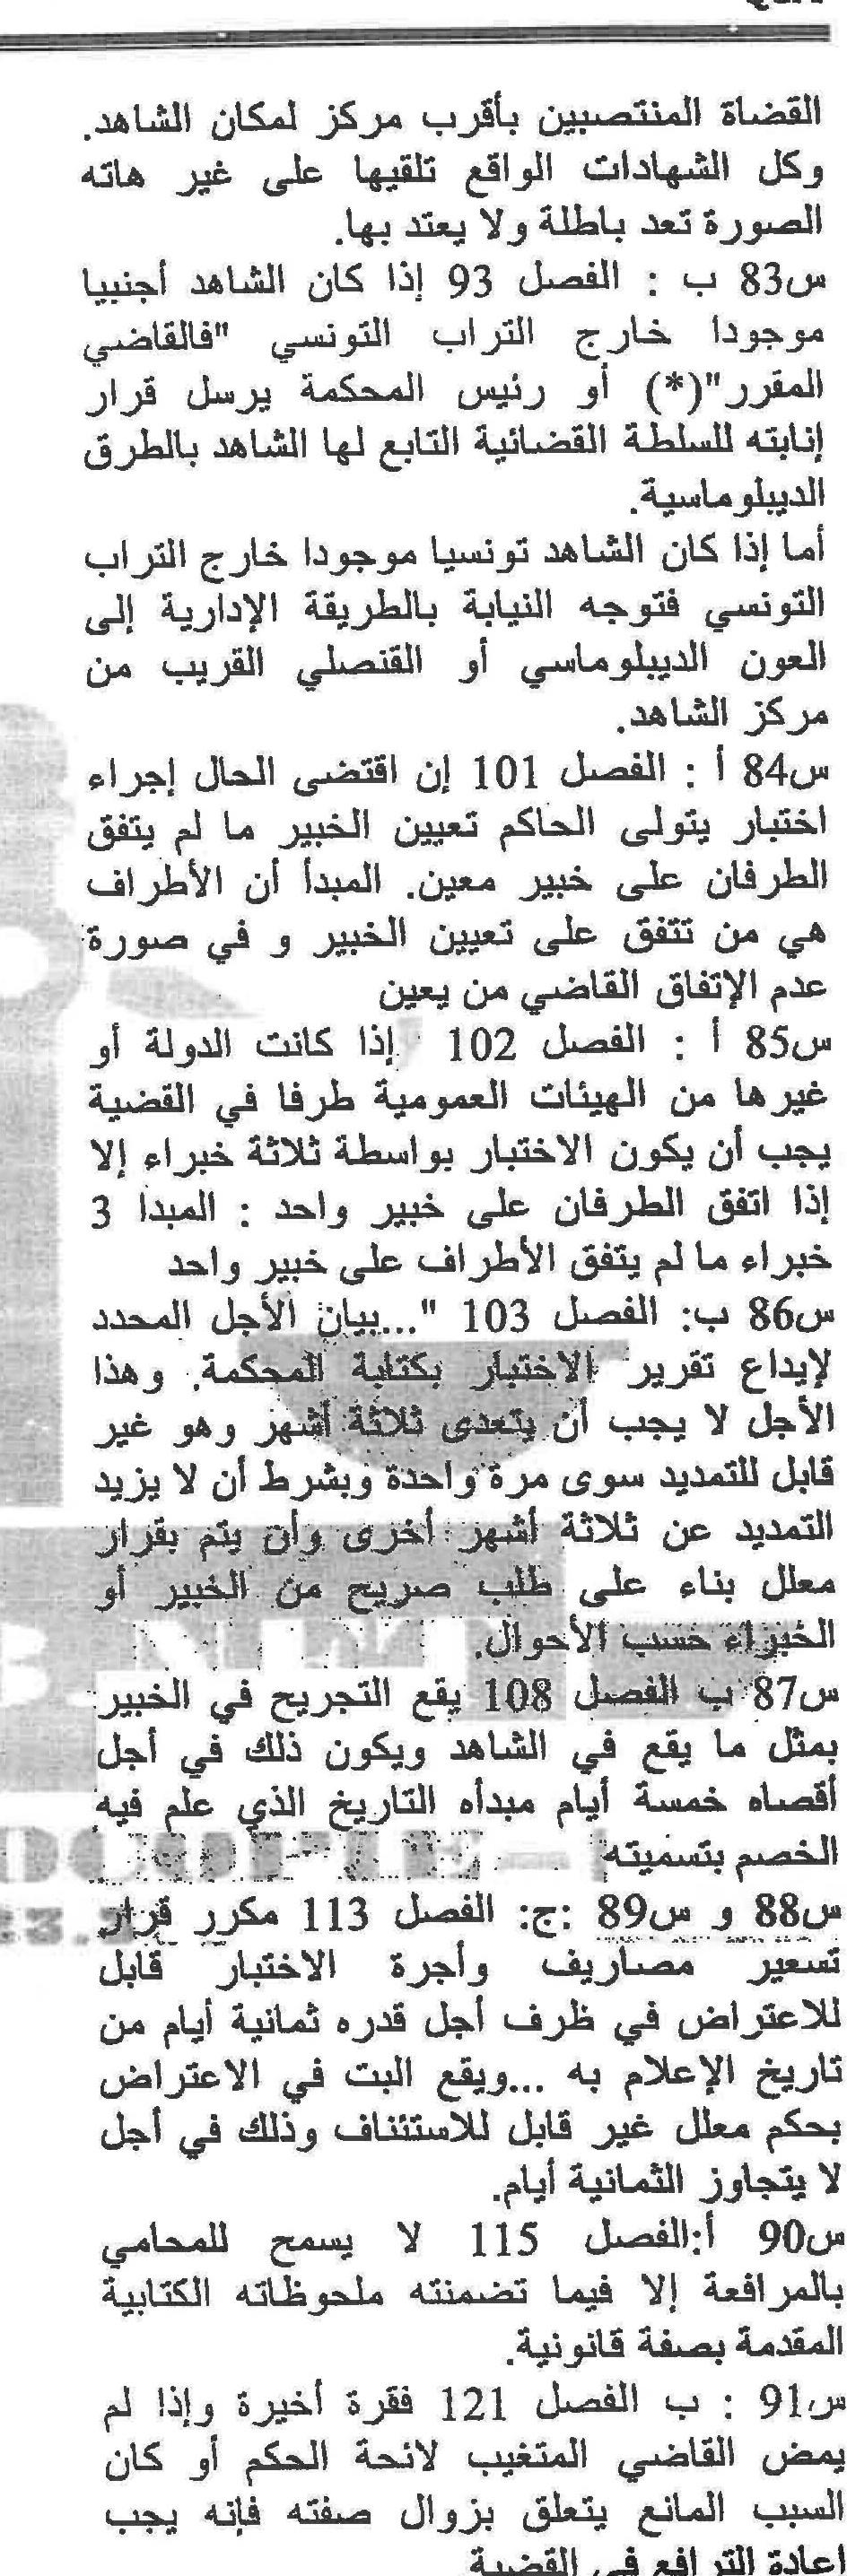 القضاة المنتصبين بأقرب مركز لمكان الشاهد.
وكل الشهادات الواقع تلقيها على غير هاته
الصورة تعد باطلة ولا يعتد بها.
س83 ب : الفصل 93 إذا كان الشاهد أجنبيا
موجودا خارج التراب التونسي "فالقاضي
المقرر"(*) أو رئيس المحكمة يرسل قرار
إنابته للسلطة القضائية التابع لها الشاهد بالطرق
الديبلوماسية.
أما إذا كان الشاهد تونسيا موجودا خارج التراب
التونسي فتوجه النيابة بالطريقة الإدارية إلى
العون الديبلوماسي أو القنصلي القريب من
مركز الشاهد.
س84 أ : الفصل 101 إن اقتضى الحال إجراء
اختبار يتولى الحاكم تعيين الخبير ما لم يتفق
الطرفان على خبير معين. المبدأ أن الأطراف
هي من تتفق على تعيين الخبير و في صورة
عدم الإتفاق القاضي من يعين
س85 أ : الفصل 102 إذا كانت الدولة أو
غيرها من الهيئات العمومية طرفا في القضية
يجب أن يكون الاختبار بواسطة ثلاثة خبراء إلا
إذا اتفق الطرفان على خبير واحد : المبدا 3
خبراء ما لم يتفق الأطراف على خبير واحد
س86 ب: الفصل 103 "...بيان الأجل المحدد
لإيداع تقرير الاختبار بكتابة المحكمة. وهذا
الأجل لا يجب أن يتعدى ثلاثة أشهر وهو غير
قابل للتمديد سوى مرة واحدة وبشرط أن لا يزيد
التمديد عن ثلاثة أشهر أخرى وأن يتم بقرار
معلل بناء على طلب صريح من الخبير أو
الخبراء حسب الأحوال.
س87 ب الفصل 108 يقع التجريح في الخبير
بمثل ما يقع في الشاهد ويكون ذلك في أجل
أقصاه خمسة أيام مبدأه التاريخ الذي علم فيه
الخصم بتسميته
س88 و س89 :ج: الفصل 113 مكرر قرار
تسعير مصاريف وأجرة الاختبار قابل
للاعتراض في ظرف أجل قدره ثمانية أيام من
تاريخ الإعلام به ...ويقع البت في الاعتراض
بحكم معلل غير قابل للاستئناف وذلك في أجل
لا يتجاوز الثمانية أيام.
س90 أ:الفصل 115 لا يسمح للمحامي
بالمرافعة إلا فيما تضمنته ملحوظاته الكتابية
المقدمة بصفة قانونية.
س91 : ب الفصل 121 فقرة أخيرة وإذا لم
يمض القاضي المتغيب لائحة الحكم أو كان
السبب المانع يتعلق بزوال صفته فإنه يجب
إعادة الترافع في القضية